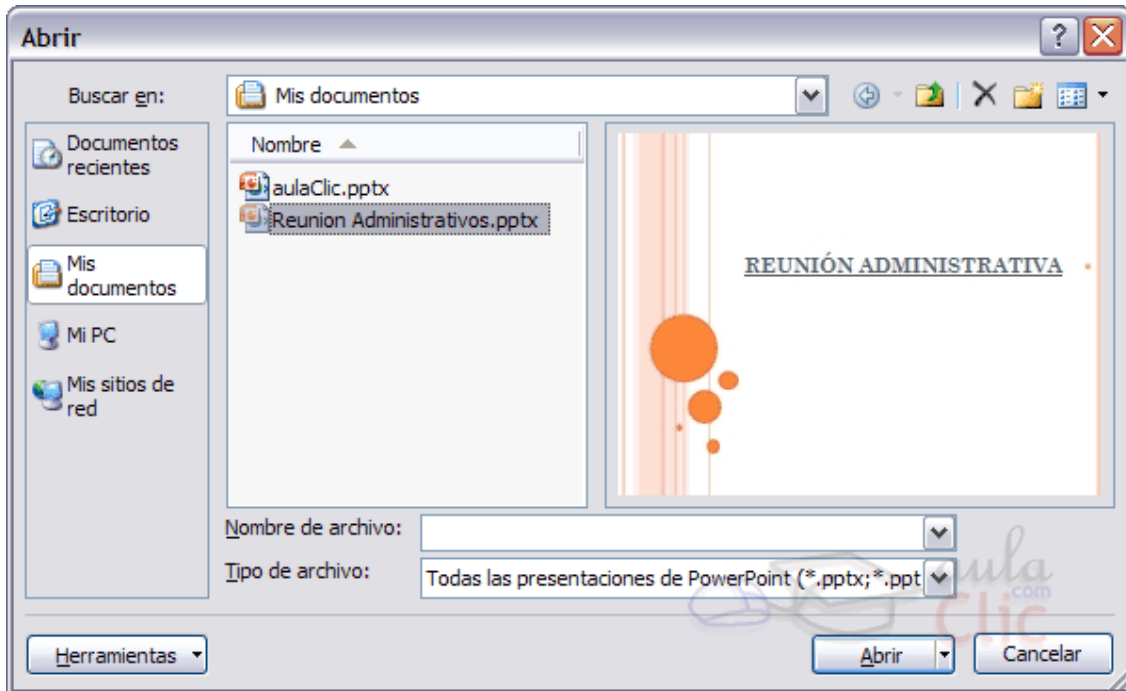 Abrir
Buscar en:
Mis documentos
Documentos
recientes
Escritorio
Mis
documentos
Mi PC
Mis sitios de
red
Nombre
aulaClic.pptx
Reunion Administrativos.pptx
REUNIÓN ADMINISTRATIVA
Nombre de archivo:
Tipo de archivo:
Todas las presentaciones de PowerPoint (*.pptx;*.ppt
aula
.com
Clic
Herramientas
Abrir
Cancelar